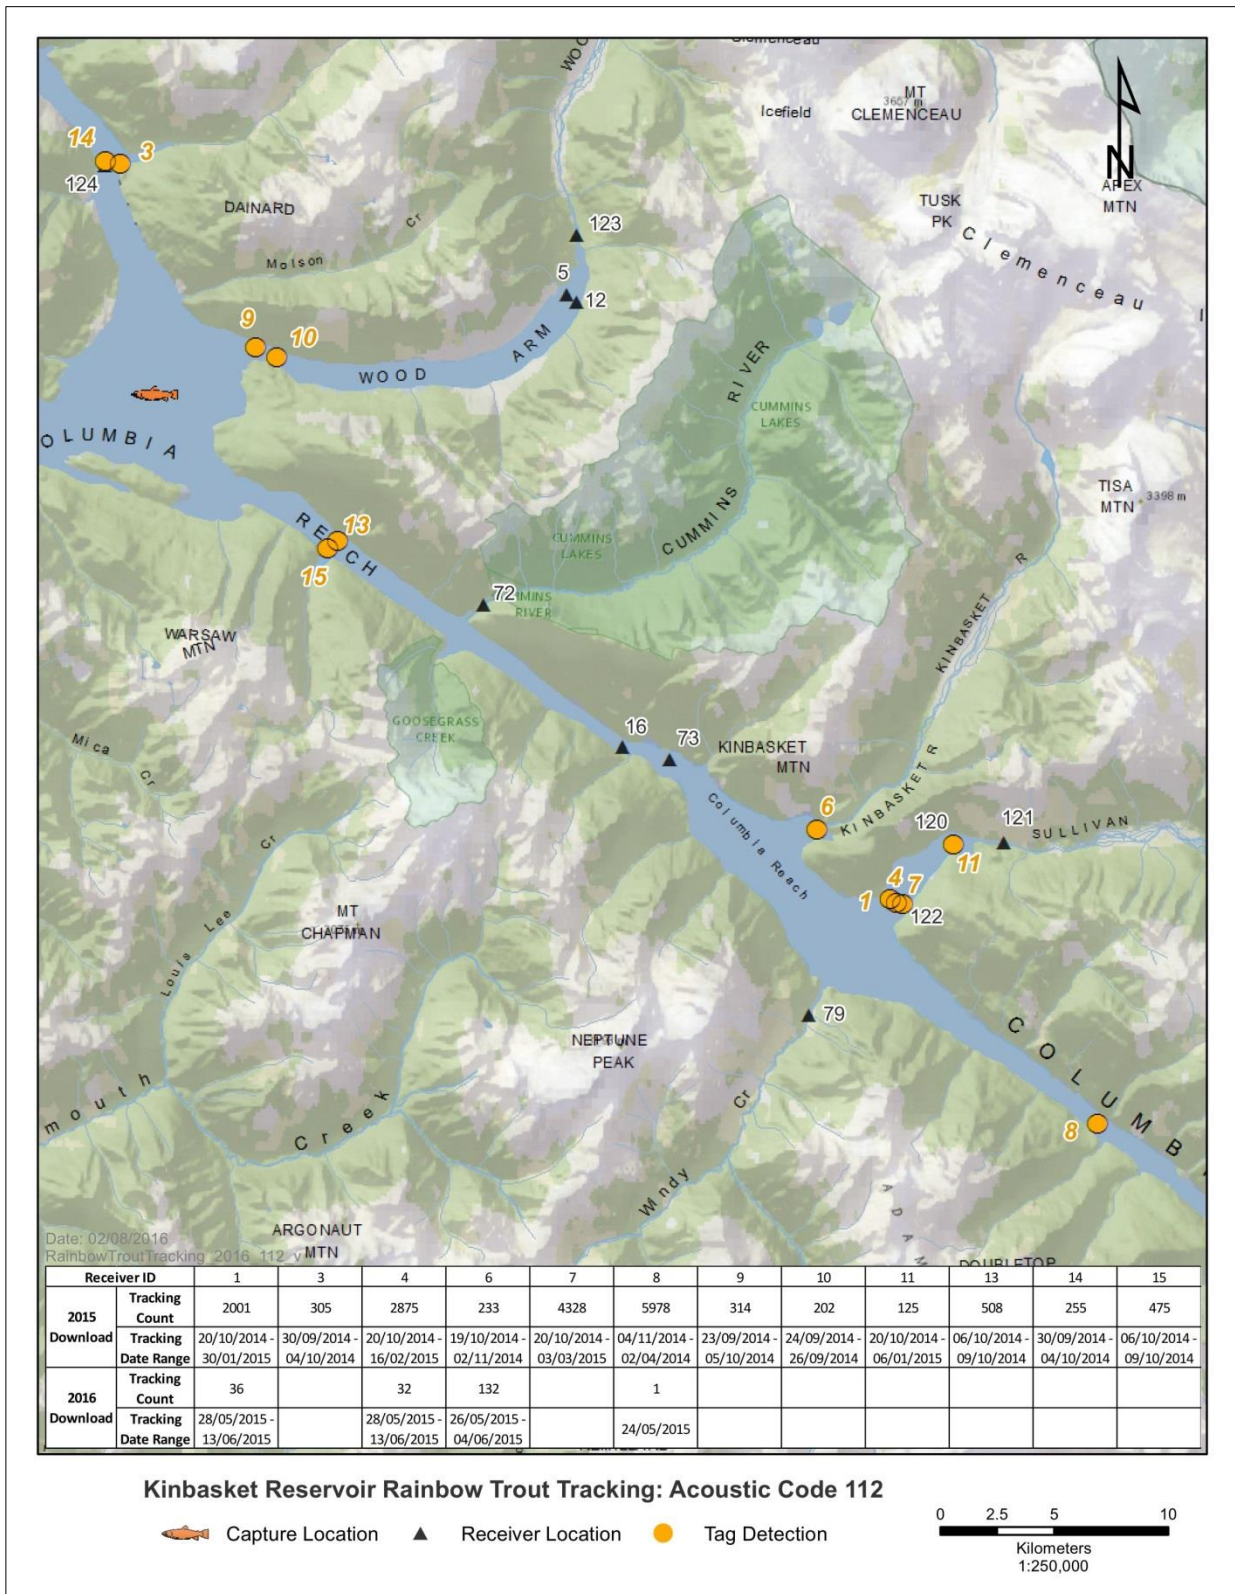 Clemenceau
WOO
MT
3657 m
CLEMENCEAU
Icefield
N
14
3
124
APEX
MTN
TUSK
PK
DAINARD
Cr
Molson
123
Clemenceau
I
5
12
9
10
ARM
WOOD
RIVER
CUMMINS
LAKES
OLUMBIA
TISA
MTN
3398 m
CUMMINS
REACH
13
15
CUMMINS
LAKES
KINBASKET R
72
MMINS
RIVER
WARSAW
MTN
GOOSEGRASS
CREEK
Mica
Cr
16
73
KINBASKET
MTN
Columbia Reach
6
KINBASKET R
120
121
SULLIVAN
11
Cr
Lee
Louis
MT
CHAPMAN
1
4
7
122
79
NEPTUNE
PEAK
COLUMB
mouth
Creek
8
Cr
Windy
ADAM
ARGONAUT
MTN
DOUBLETOP
Date: 02/08/2016
RainbowTroutTracking_2016_112_v
Receiver ID 1 3 4 6 7 8 9 10 11 13 14 15
2015 Download Tracking Count 2001 305 2875 233 4328 5978 314 202 125 508 255 475
Tracking 20/10/2014 - 30/09/2014 - 20/10/2014 - 19/10/2014 - 20/10/2014 - 04/11/2014 - 23/09/2014 - 24/09/2014 - 20/10/2014 - 06/10/2014 - 30/09/2014 - 06/10/2014 -
Date Range 30/01/2015 04/10/2014 16/02/2015 02/11/2014 03/03/2015 02/04/2014 05/10/2014 26/09/2014 06/01/2015 09/10/2014 04/10/2014 09/10/2014
2016 Download Tracking Count 36 32 132 1
Tracking 28/05/2015 - 28/05/2015 - 26/05/2015 - 24/05/2015
Date Range 13/06/2015 13/06/2015 04/06/2015
Kinbasket Reservoir Rainbow Trout Tracking: Acoustic Code 112
Capture Location Receiver Location Tag Detection
0 2.5 5 10
Kilometers
1:250,000